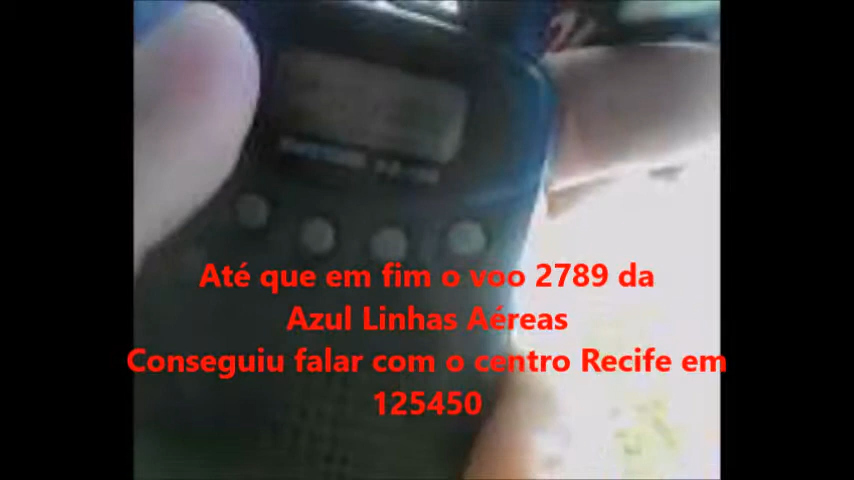 Até que em fim o voo 2789 da
Azul Linhas Aéreas
Conseguiu falar com o centro Recife em
125450